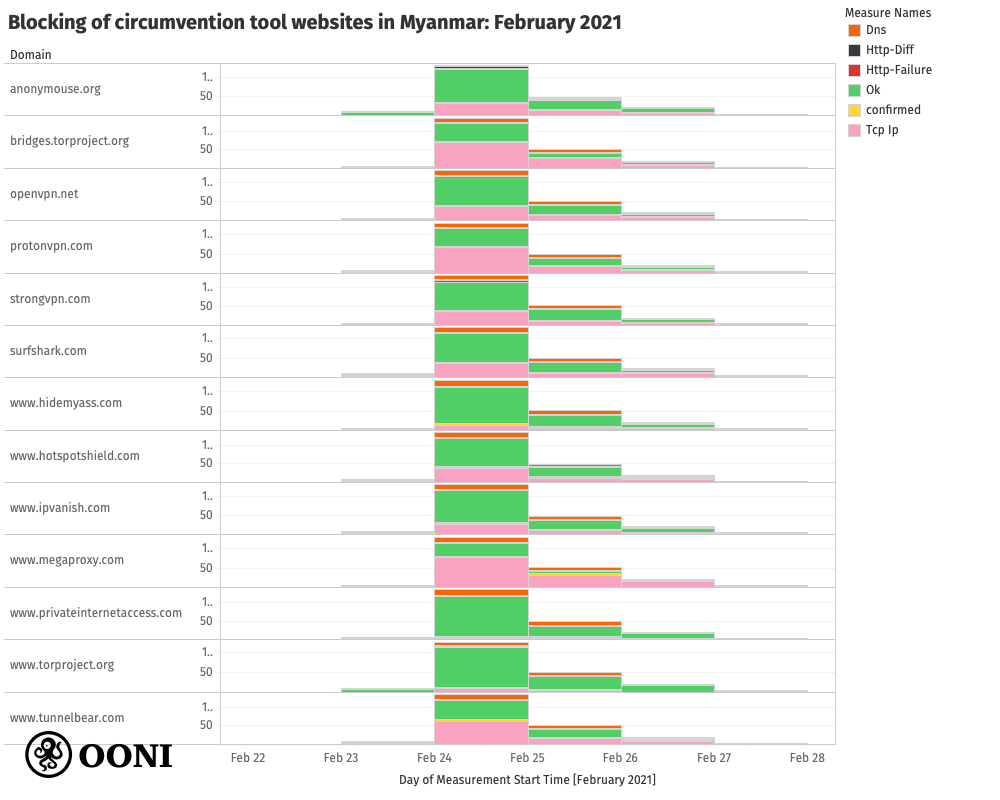 Blocking of circumvention tool websites in Myanmar: February 2021
Measure Names
Dns
Http-Diff
Http-Failure
Ok
confirmed
Tcp Ip
Domain
anonymouse.org
1..
50
bridges.torproject.org
1..
50
openvpn.net
1..
50
protonvpn.com
1..
50
strongvpn.com
1..
50
surfshark.com
1..
50
www.hidemyass.com
1..
50
www.hotspotshield.com
1..
50
www.ipvanish.com
1..
50
www.megaproxy.com
1..
50
www.privateinternetaccess.com
1..
50
www.torproject.org
1..
50
www.tunnelbear.com
1..
50
OONI
Feb 22 Feb 23 Feb 24 Feb 25 Feb 26 Feb 27 Feb 28
Day of Measurement Start Time [February 2021]